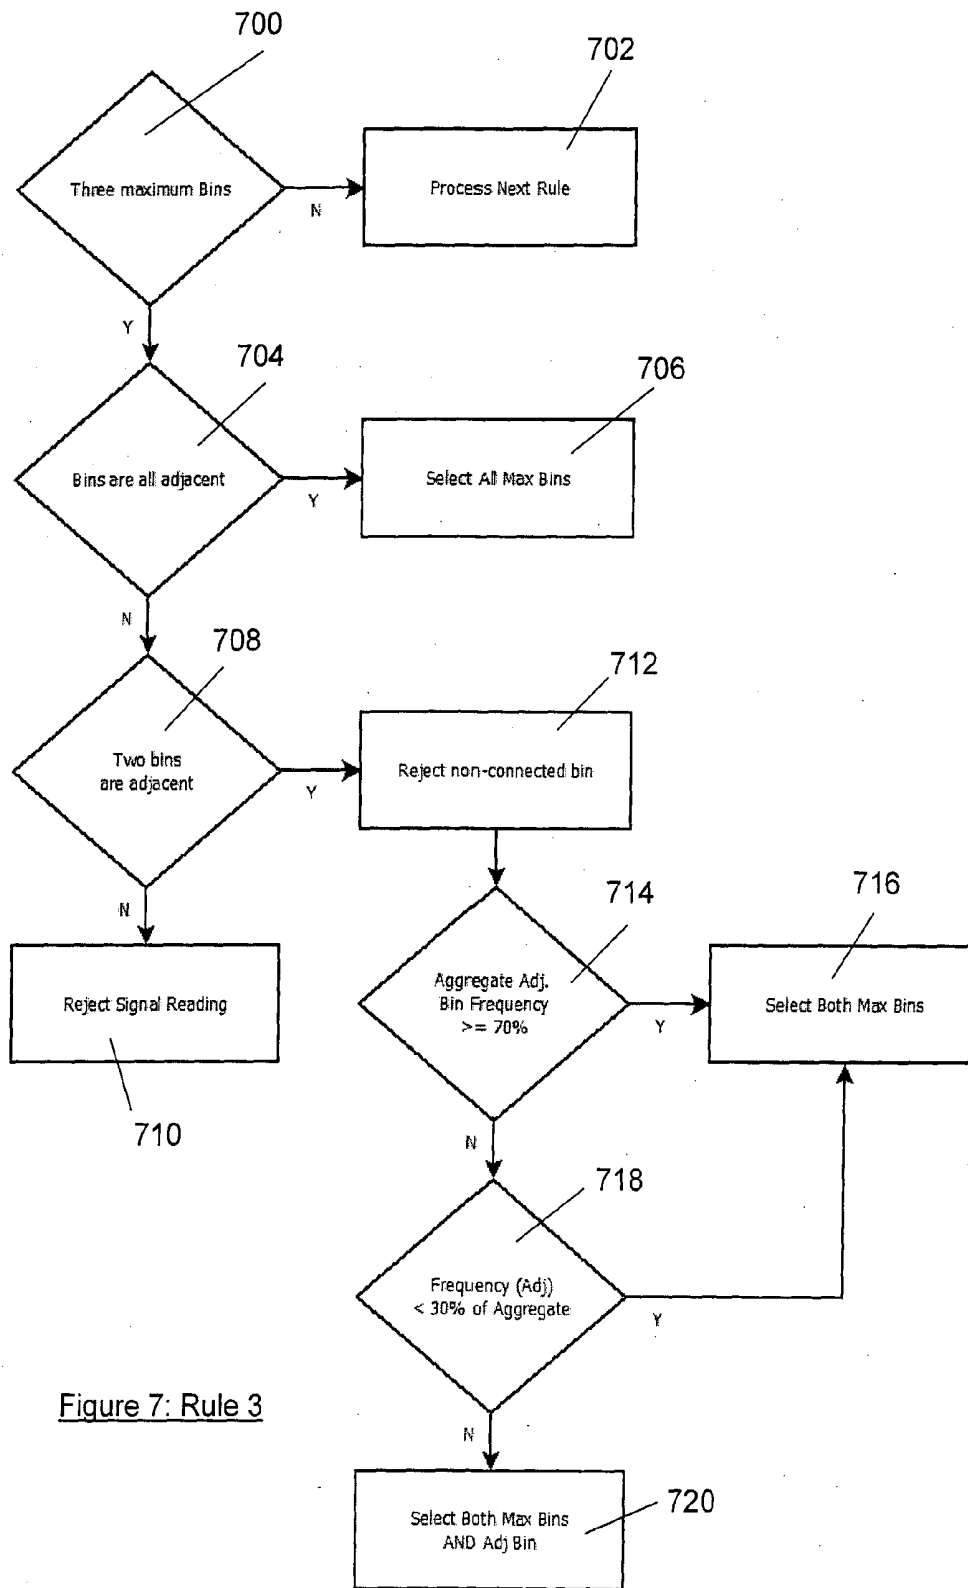 700
702
Three maximum Bins
N
Process Next Rule
Y
704
706
Bins are all adjacent
Y
Select All Max Bins
N
708
712
Two bins
are adjacent
Y
Reject non-connected bin
N
714
716
Reject Signal Reading
Aggregate Adj.
Bin Frequency
>= 70%
Y
Select Both Max Bins
710
N
718
Frequency (Adj)
< 30% of Aggregate
Y
Figure 7: Rule 3
N
720
Select Both Max Bins
AND Adj Bin